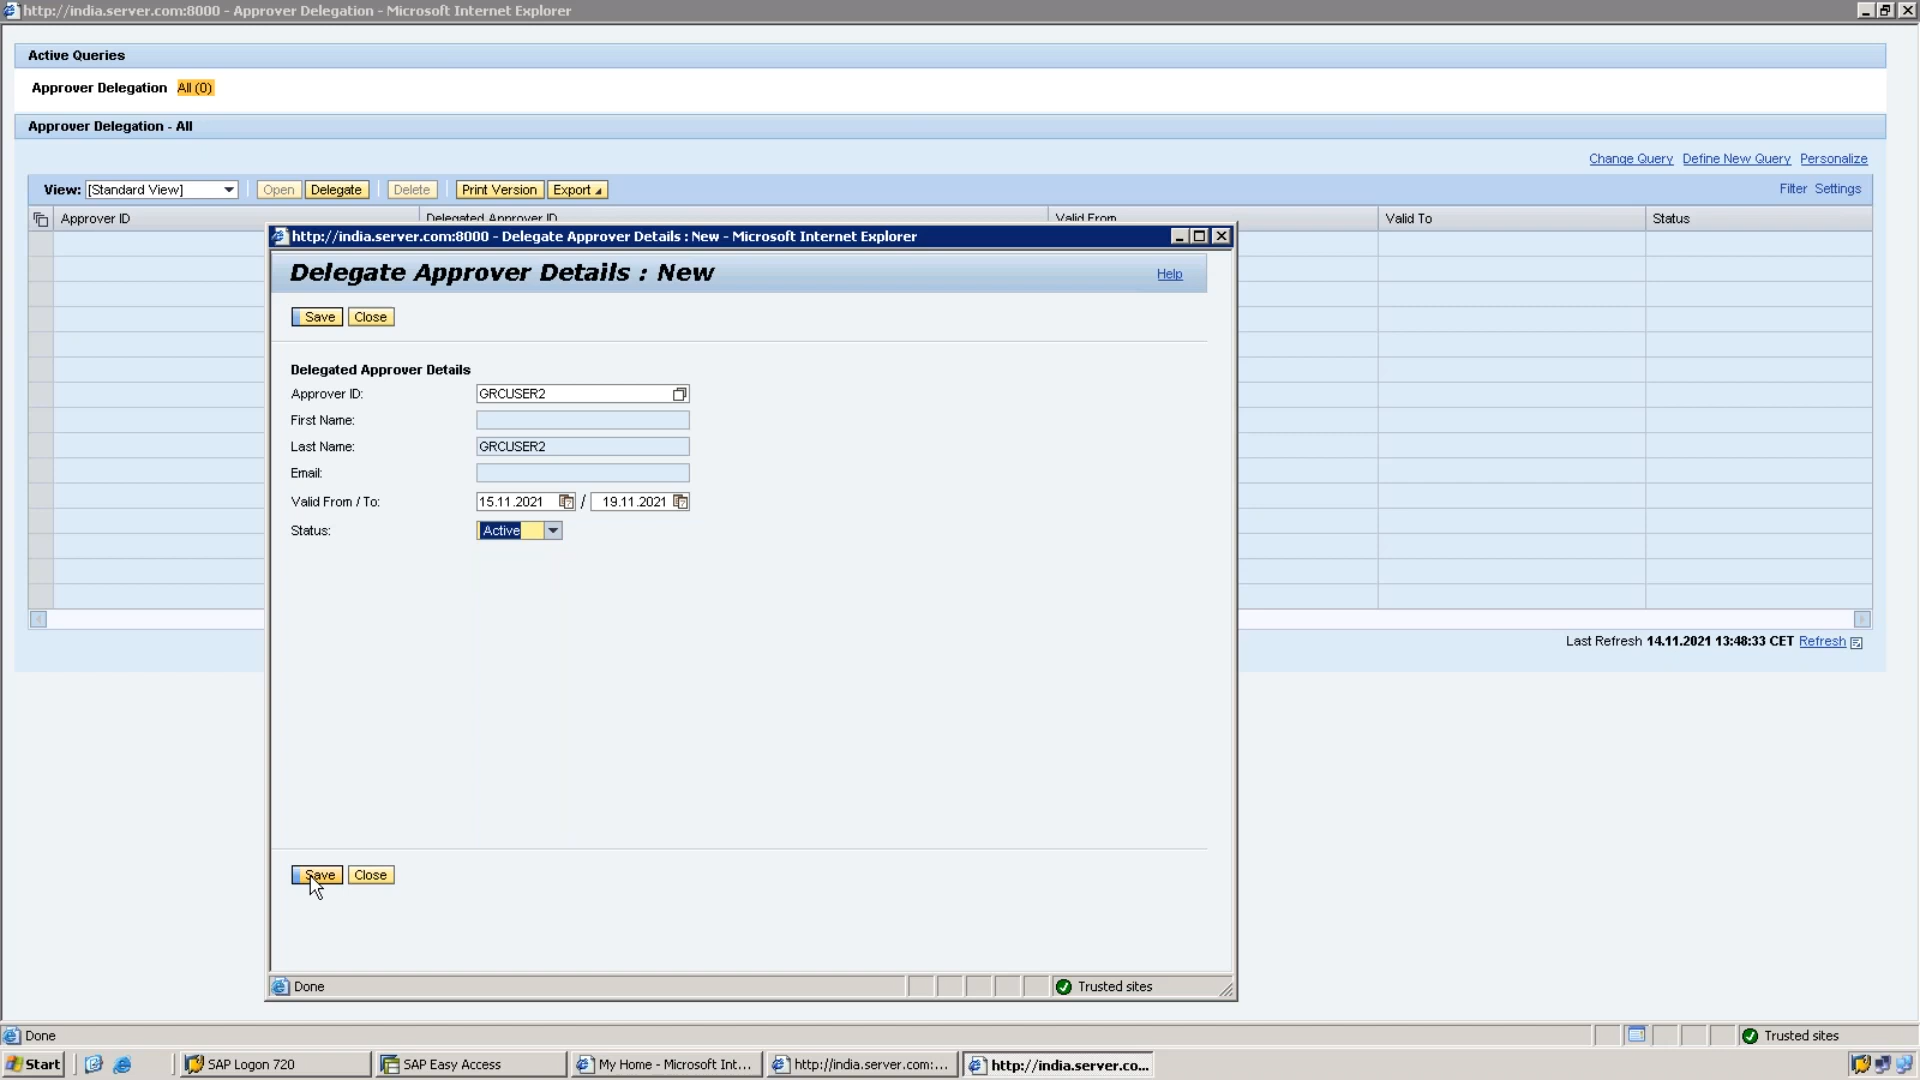 http://india.server.com:8000 - Approver Delegation - Microsoft Internet Explorer
Active Queries
Approver Delegation All (0)
Approver Delegation - All
Change Query Define New Query Personalize
View: [Standard View] Open Delegate Delete Print Version Export Filter Settings
Approver ID Delegated Approver ID Valid From Valid To Status
http://india.server.com:8000 - Delegate Approver Details : New - Microsoft Internet Explorer
Delegate Approver Details : New Help
Save Close
Delegated Approver Details
Approver ID: GRCUSER2
First Name:
Last Name: GRCUSER2
Email:
Valid From / To: 15.11.2021 / 19.11.2021
Status: Active
Last Refresh 14.11.2021 13:48:33 CET Refresh
Save Close
Done Trusted sites
Done Trusted sites
Start SAP Logon 720 SAP Easy Access My Home - Microsoft Int... http://india.server.com:... http://india.server.co...